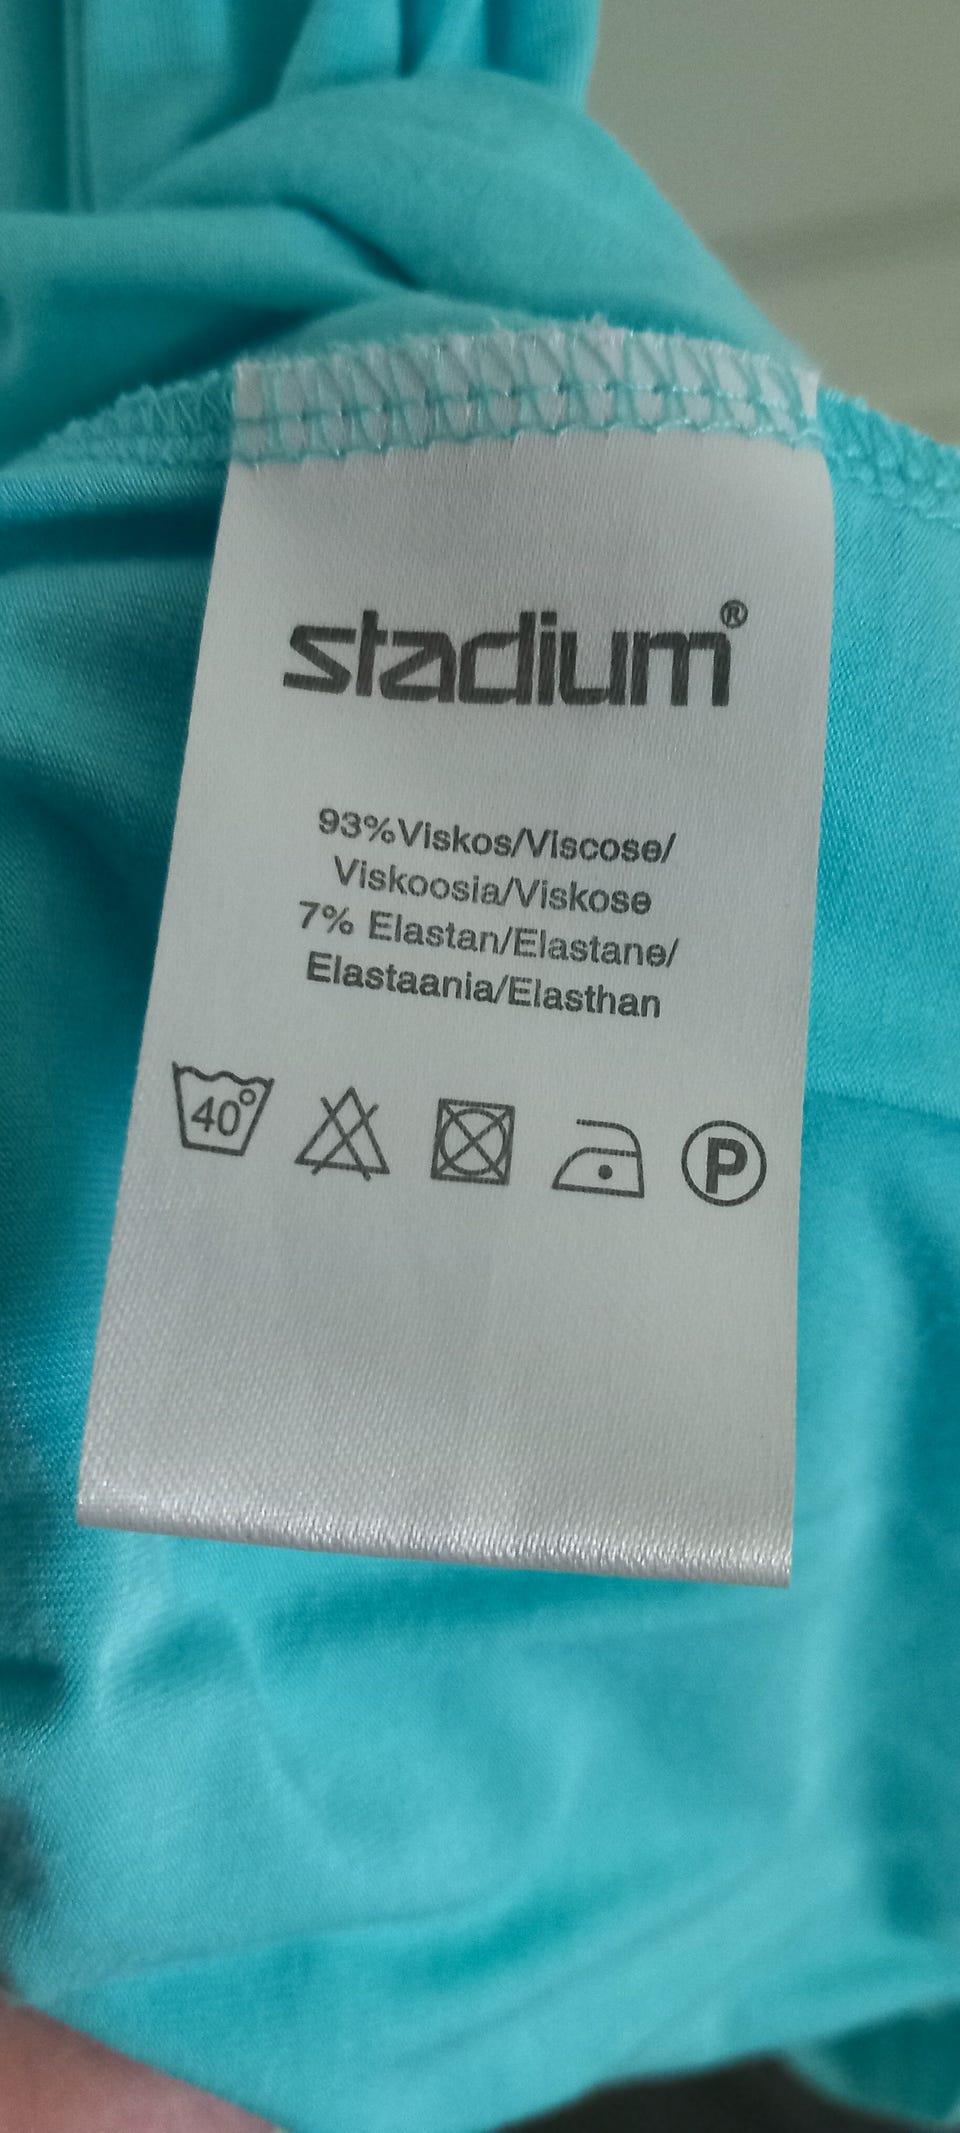 stadium®
93%Viskos/Viscose/
Viskoosia/Viskose
7% Elastan/Elastane/
Elastaania/Elasthan
40° P